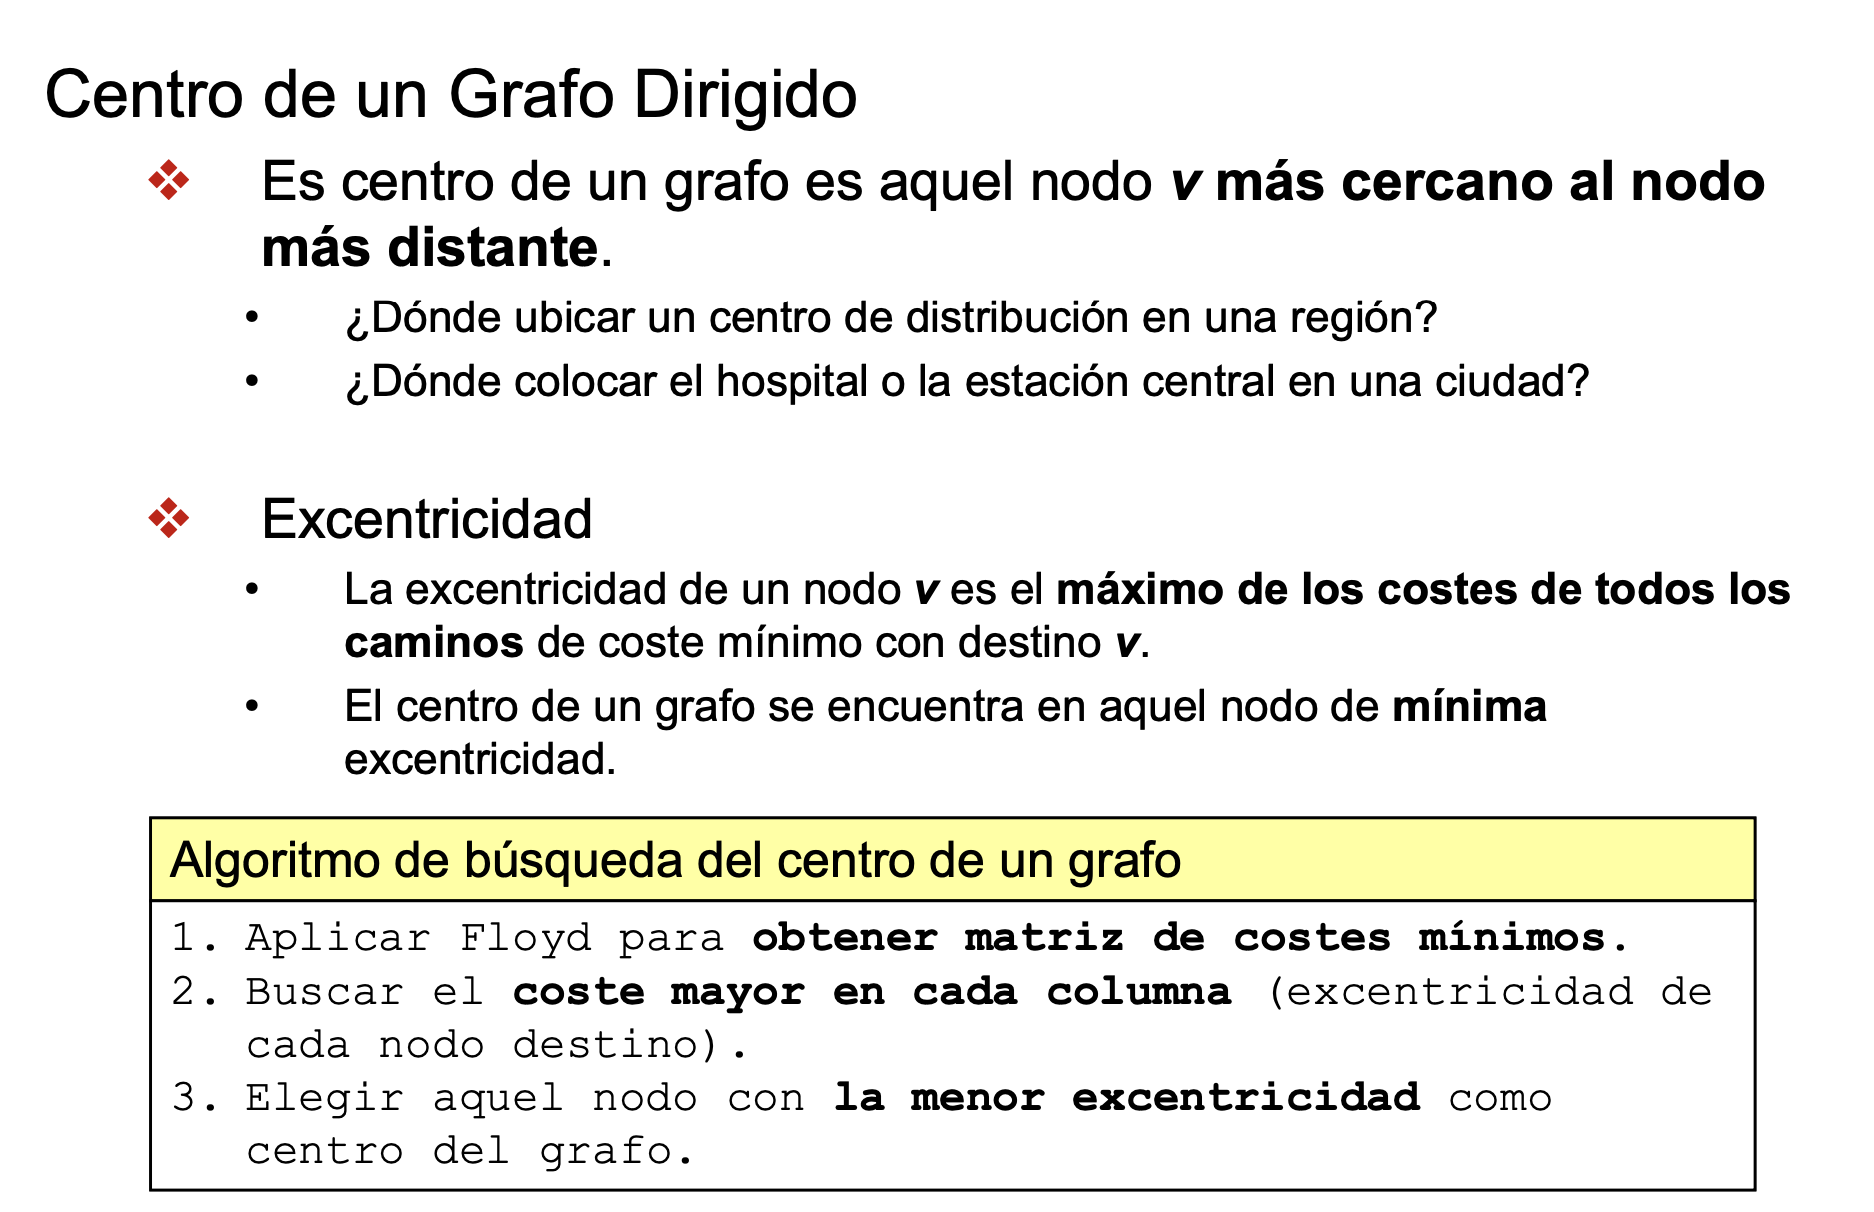 Centro de un Grafo Dirigido
Es centro de un grafo es aquel nodo v más cercano al nodo
más distante.
• ¿Dónde ubicar un centro de distribución en una región?
• ¿Dónde colocar el hospital o la estación central en una ciudad?
Excentricidad
• La excentricidad de un nodo v es el máximo de los costes de todos los
caminos de coste mínimo con destino v.
• El centro de un grafo se encuentra en aquel nodo de mínima
excentricidad.
Algoritmo de búsqueda del centro de un grafo
1. Aplicar Floyd para obtener matriz de costes mínimos.
2. Buscar el coste mayor en cada columna (excentricidad de
cada nodo destino).
3. Elegir aquel nodo con la menor excentricidad como
centro del grafo.